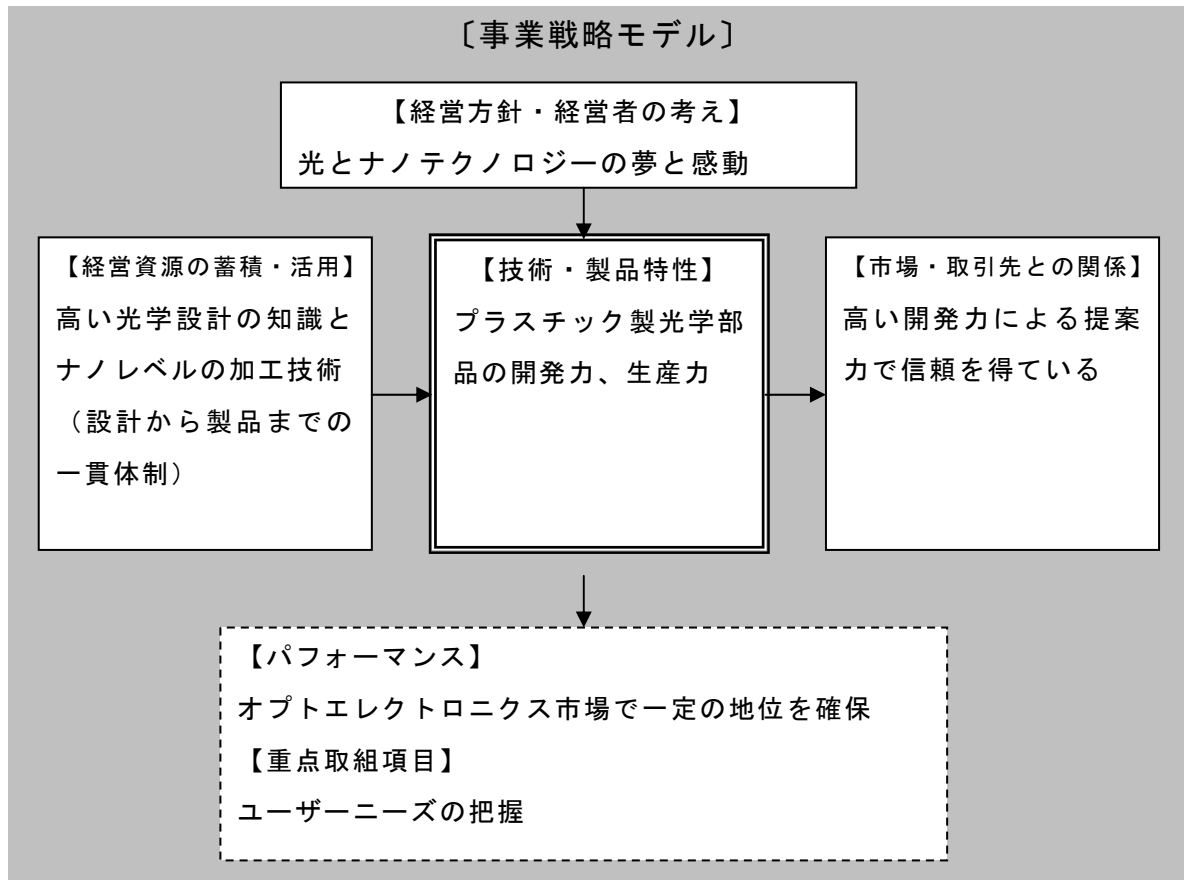 〔事業戦略モデル〕
【経営方針・経営者の考え】
光とナノテクノロジーの夢と感動
【経営資源の蓄積・活用】
高い光学設計の知識と
ナノレベルの加工技術
（設計から製品までの
一貫体制）
【技術・製品特性】
プラスチック製光学部
品の開発力、生産力
【市場・取引先との関係】
高い開発力による提案
力で信頼を得ている
【パフォーマンス】
オプトエレクトロニクス市場で一定の地位を確保
【重点取組項目】
ユーザーニーズの把握